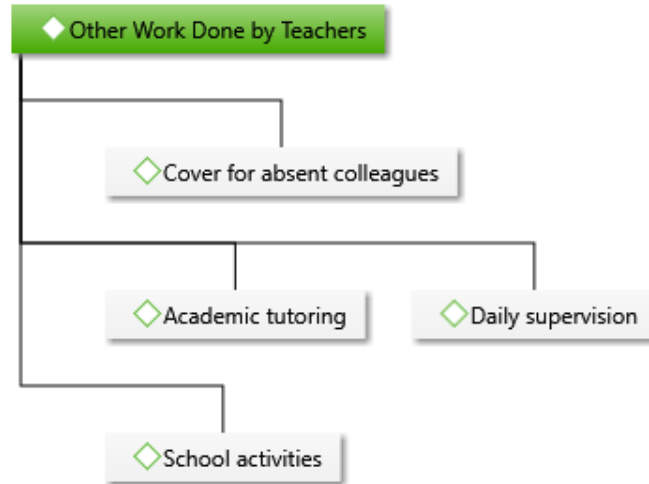 Other Work Done by Teachers
Cover for absent colleagues
Academic tutoring
Daily supervision
School activities